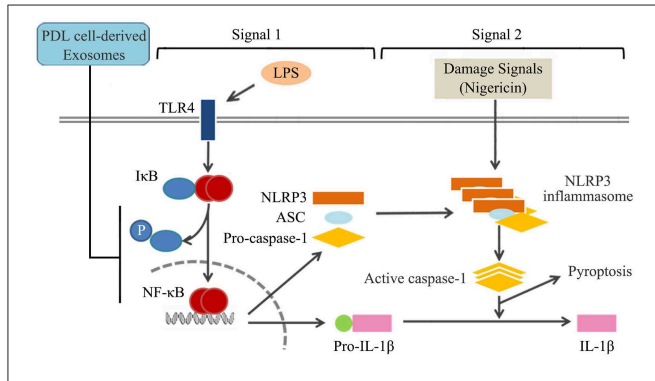 PDL cell-derived
Exosomes
Signal 1
Signal 2
LPS
Damage Signals
(Nigericin)
TLR4
IκB
NLRP3
ASC
Pro-caspase-1
NLRP3
inflammasome
P
Active caspase-1
Pyroptosis
NF-κB
Pro-IL-1β
IL-1β